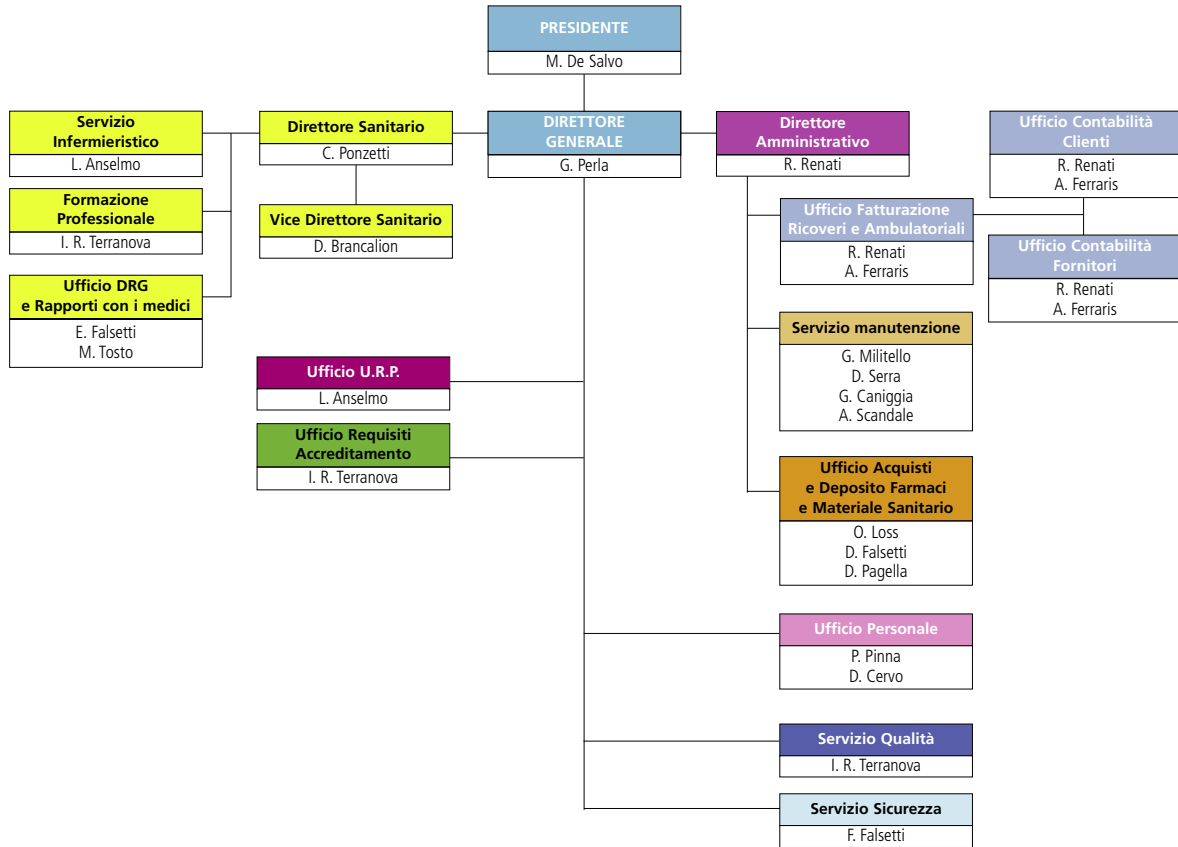 PRESIDENTE
M. De Salvo
Servizio
Infermieristico
L. Anselmo
Direttore Sanitario
C. Ponzetti
DIRETTORE
GENERALE
G. Perla
Direttore
Amministrativo
R. Renati
Ufficio Contabilità
Clienti
R. Renati
A. Ferraris
Formazione
Professionale
I. R. Terranova
Vice Direttore Sanitario
D. Brancalion
Ufficio Fatturazione
Ricoveri e Ambulatoriali
R. Renati
A. Ferraris
Ufficio Contabilità
Fornitori
R. Renati
A. Ferraris
Ufficio DRG
e Rapporti con i medici
E. Falsetti
M. Tosto
Servizio manutenzione
G. Militello
D. Serra
G. Caniggia
A. Scandale
Ufficio U.R.P.
L. Anselmo
Ufficio Requisiti
Accreditamento
I. R. Terranova
Ufficio Acquisti
e Deposito Farmaci
e Materiale Sanitario
O. Loss
D. Falsetti
D. Pagella
Ufficio Personale
P. Pinna
D. Cervo
Servizio Qualità
I. R. Terranova
Servizio Sicurezza
F. Falsetti